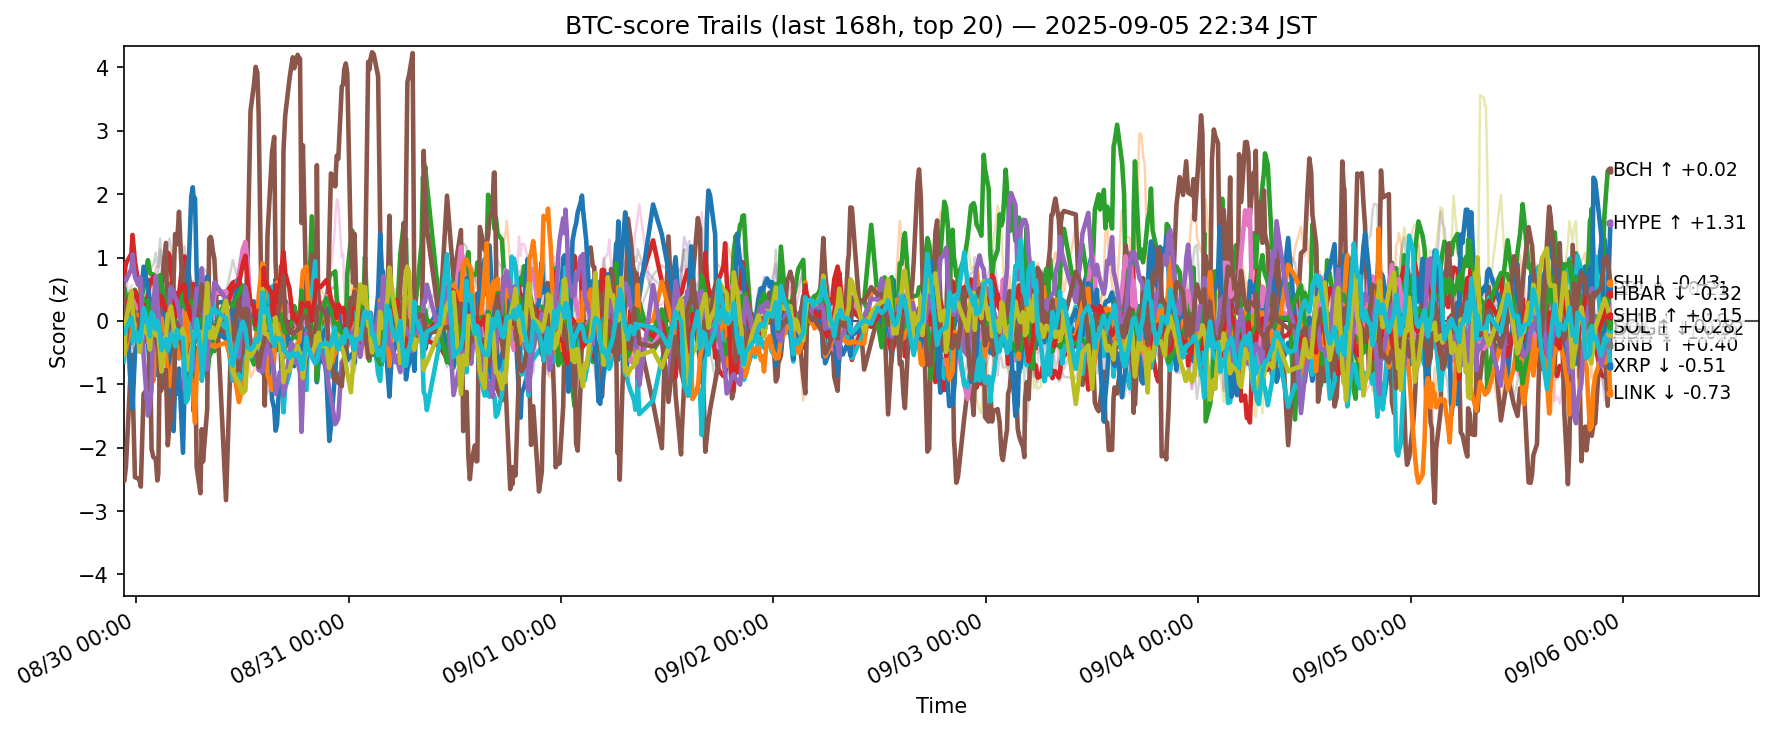 BTC-score Trails (last 168h, top 20) — 2025-09-05 22:34 JST
Score (z)
4
3
2
1
0
−1
−2
−3
−4
BCH ↑ +0.02
HYPE ↑ +1.31
SUI ↓ -0.43
HBAR ↓ -0.32
SHIB ↑ +0.15
SOL ↑
BNB ↑ +0.40
XRP ↓ -0.51
LINK ↓ -0.73
08/30 00:00
08/31 00:00
09/01 00:00
09/02 00:00
09/03 00:00
09/04 00:00
09/05 00:00
09/06 00:00
Time